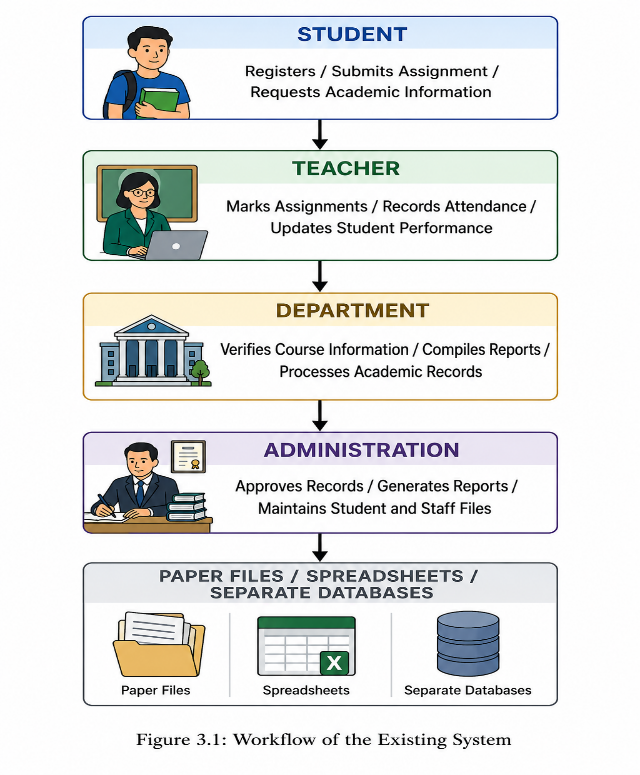 STUDENT
Registers / Submits Assignment /
Requests Academic Information
TEACHER
Marks Assignments / Records Attendance /
Updates Student Performance
DEPARTMENT
Verifies Course Information / Compiles Reports /
Processes Academic Records
ADMINISTRATION
Approves Records / Generates Reports /
Maintains Student and Staff Files
PAPER FILES / SPREADSHEETS /
SEPARATE DATABASES
X
Paper Files
Spreadsheets
Separate Databases
Figure 3.1: Workflow of the Existing System